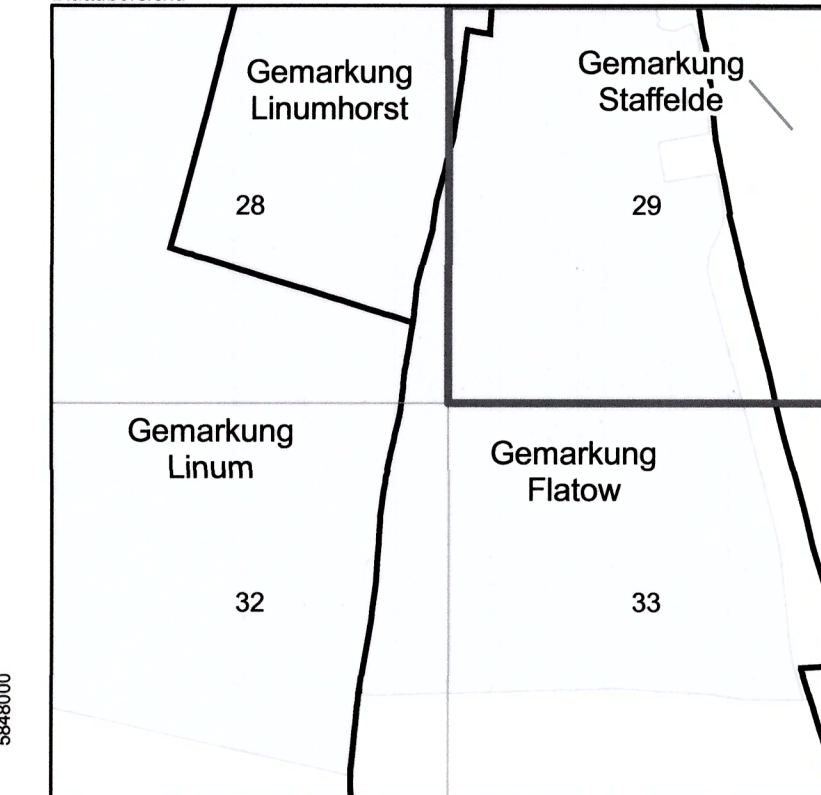 Gemarkung
Linumhorst
Gemarkung
Staffelde
28
29
Gemarkung
Linum
Gemarkung
Flatow
32
33
5848000